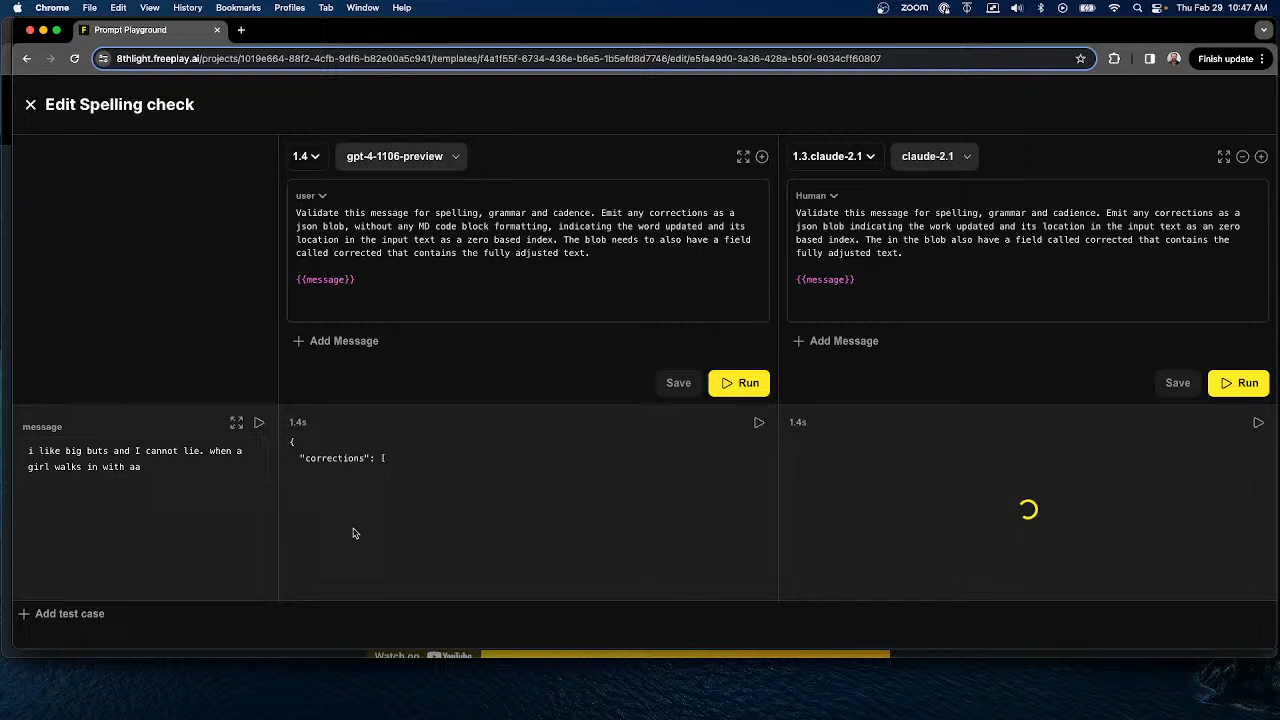 Chrome File Edit View History Bookmarks Profiles Tab Window Help zoom Thu Feb 29 10:47 AM
F Prompt Playground
8thlight.freeplay.ai/projects/1019e664-88f2-4cfb-9df6-b82e00a5c941/templates/f4a1f55f-6734-436e-b6e5-1b5efd8d7746/edit/e5fa49d0-3a36-428a-b50f-9034cff60807 Finish update
Edit Spelling check
1.4 gpt-4-1106-preview
user
Validate this message for spelling, grammar and cadence. Emit any corrections as a
json blob, without any MD code block formatting, indicating the word updated and its
location in the input text as a zero based index. The blob needs to also have a field
called corrected that contains the fully adjusted text.
{{message}}
Add Message
Save Run
1.3.claude-2.1 claude-2.1
Human
Validate this message for spelling, grammar and cadience. Emit any corrections as a
json blob indicating the work updated and its location in the input text as an zero
based index. The in the blob also have a field called corrected that contains the
fully adjusted text.
{{message}}
Add Message
Save Run
message
i like big buts and I cannot lie. when a
girl walks in with aa
1.4s
{
"corrections": [
1.4s
Add test case
Watch on YouTube